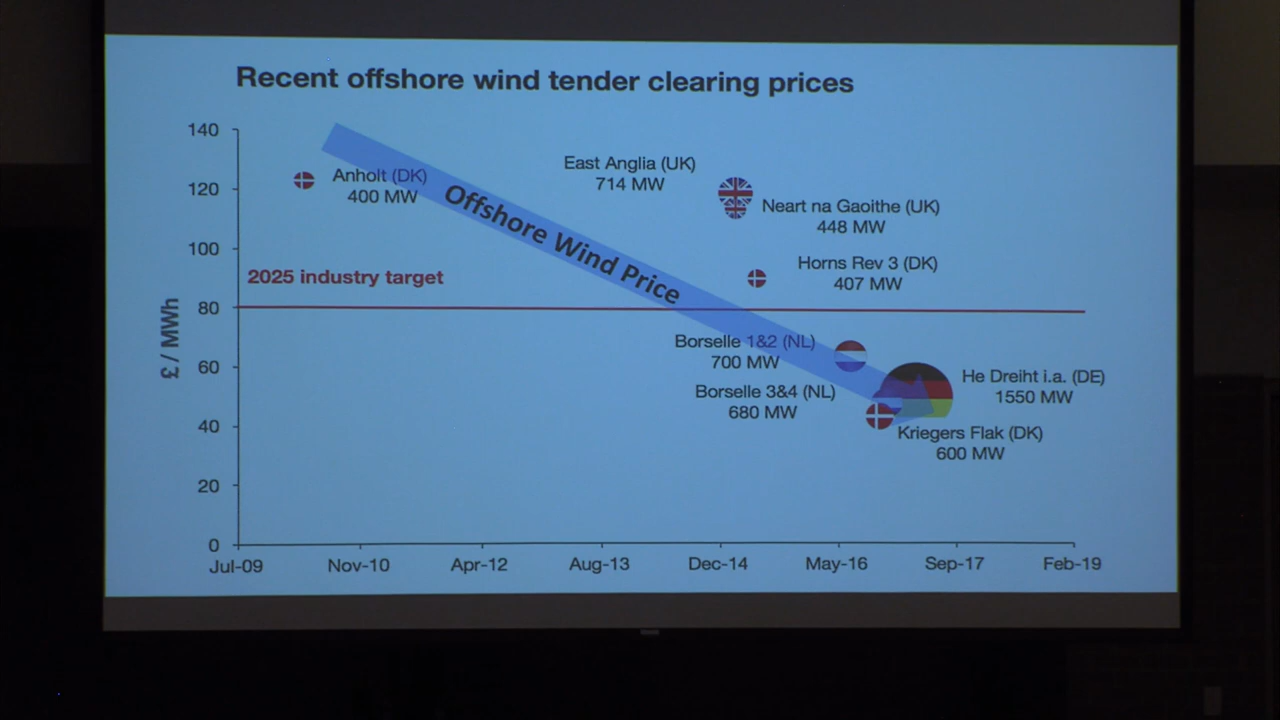 Recent offshore wind tender clearing prices
140
120
100
80
60
40
20
0
£ / MWh
Anholt (DK)
400 MW
Offshore Wind Price
East Anglia (UK)
714 MW
Neart na Gaoithe (UK)
448 MW
Horns Rev 3 (DK)
407 MW
2025 industry target
Borselle 1&2 (NL)
700 MW
Borselle 3&4 (NL)
680 MW
He Dreiht i.a. (DE)
1550 MW
Kriegers Flak (DK)
600 MW
Jul-09
Nov-10
Apr-12
Aug-13
Dec-14
May-16
Sep-17
Feb-19